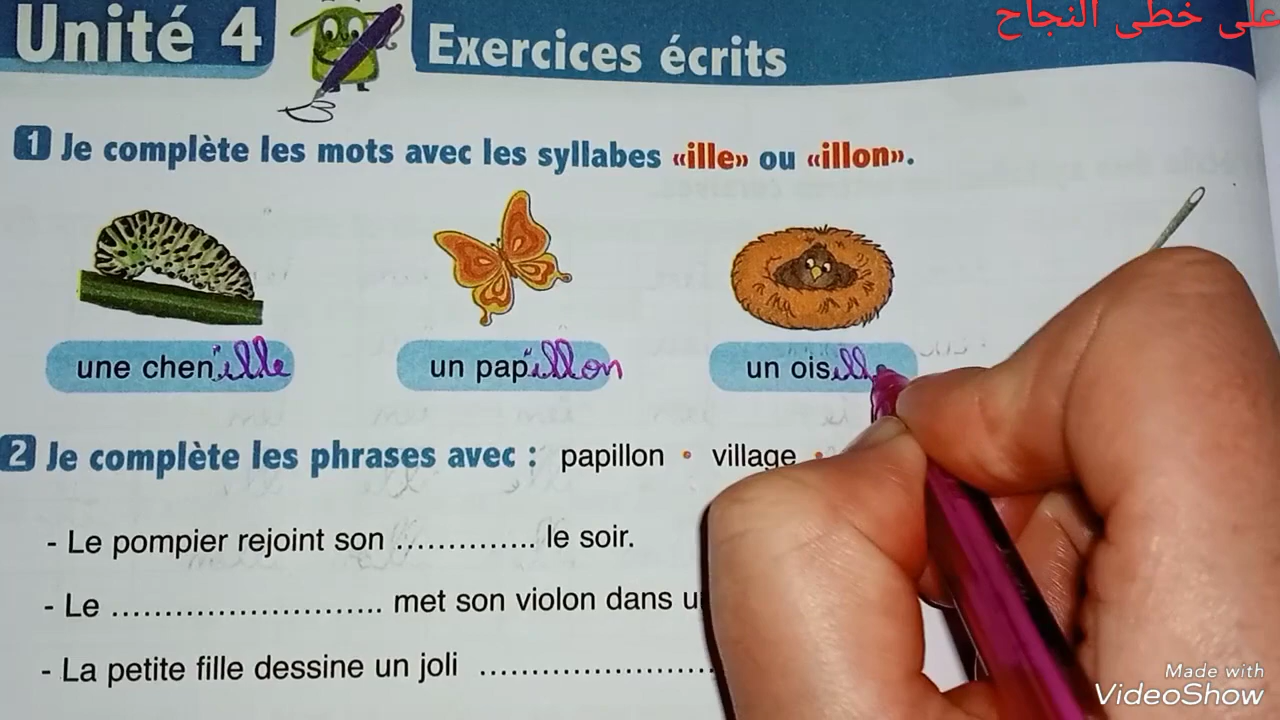 على خطى النجاح
Unité 4 Exercices écrits
1 Je complète les mots avec les syllabes «ille» ou «illon».
une chenille un papillon un oisill
2 Je complète les phrases avec : papillon • village •
- Le pompier rejoint son .............. le soir.
- Le .......................... met son violon dans u
- La petite fille dessine un joli ......................
Made with
VideoShow